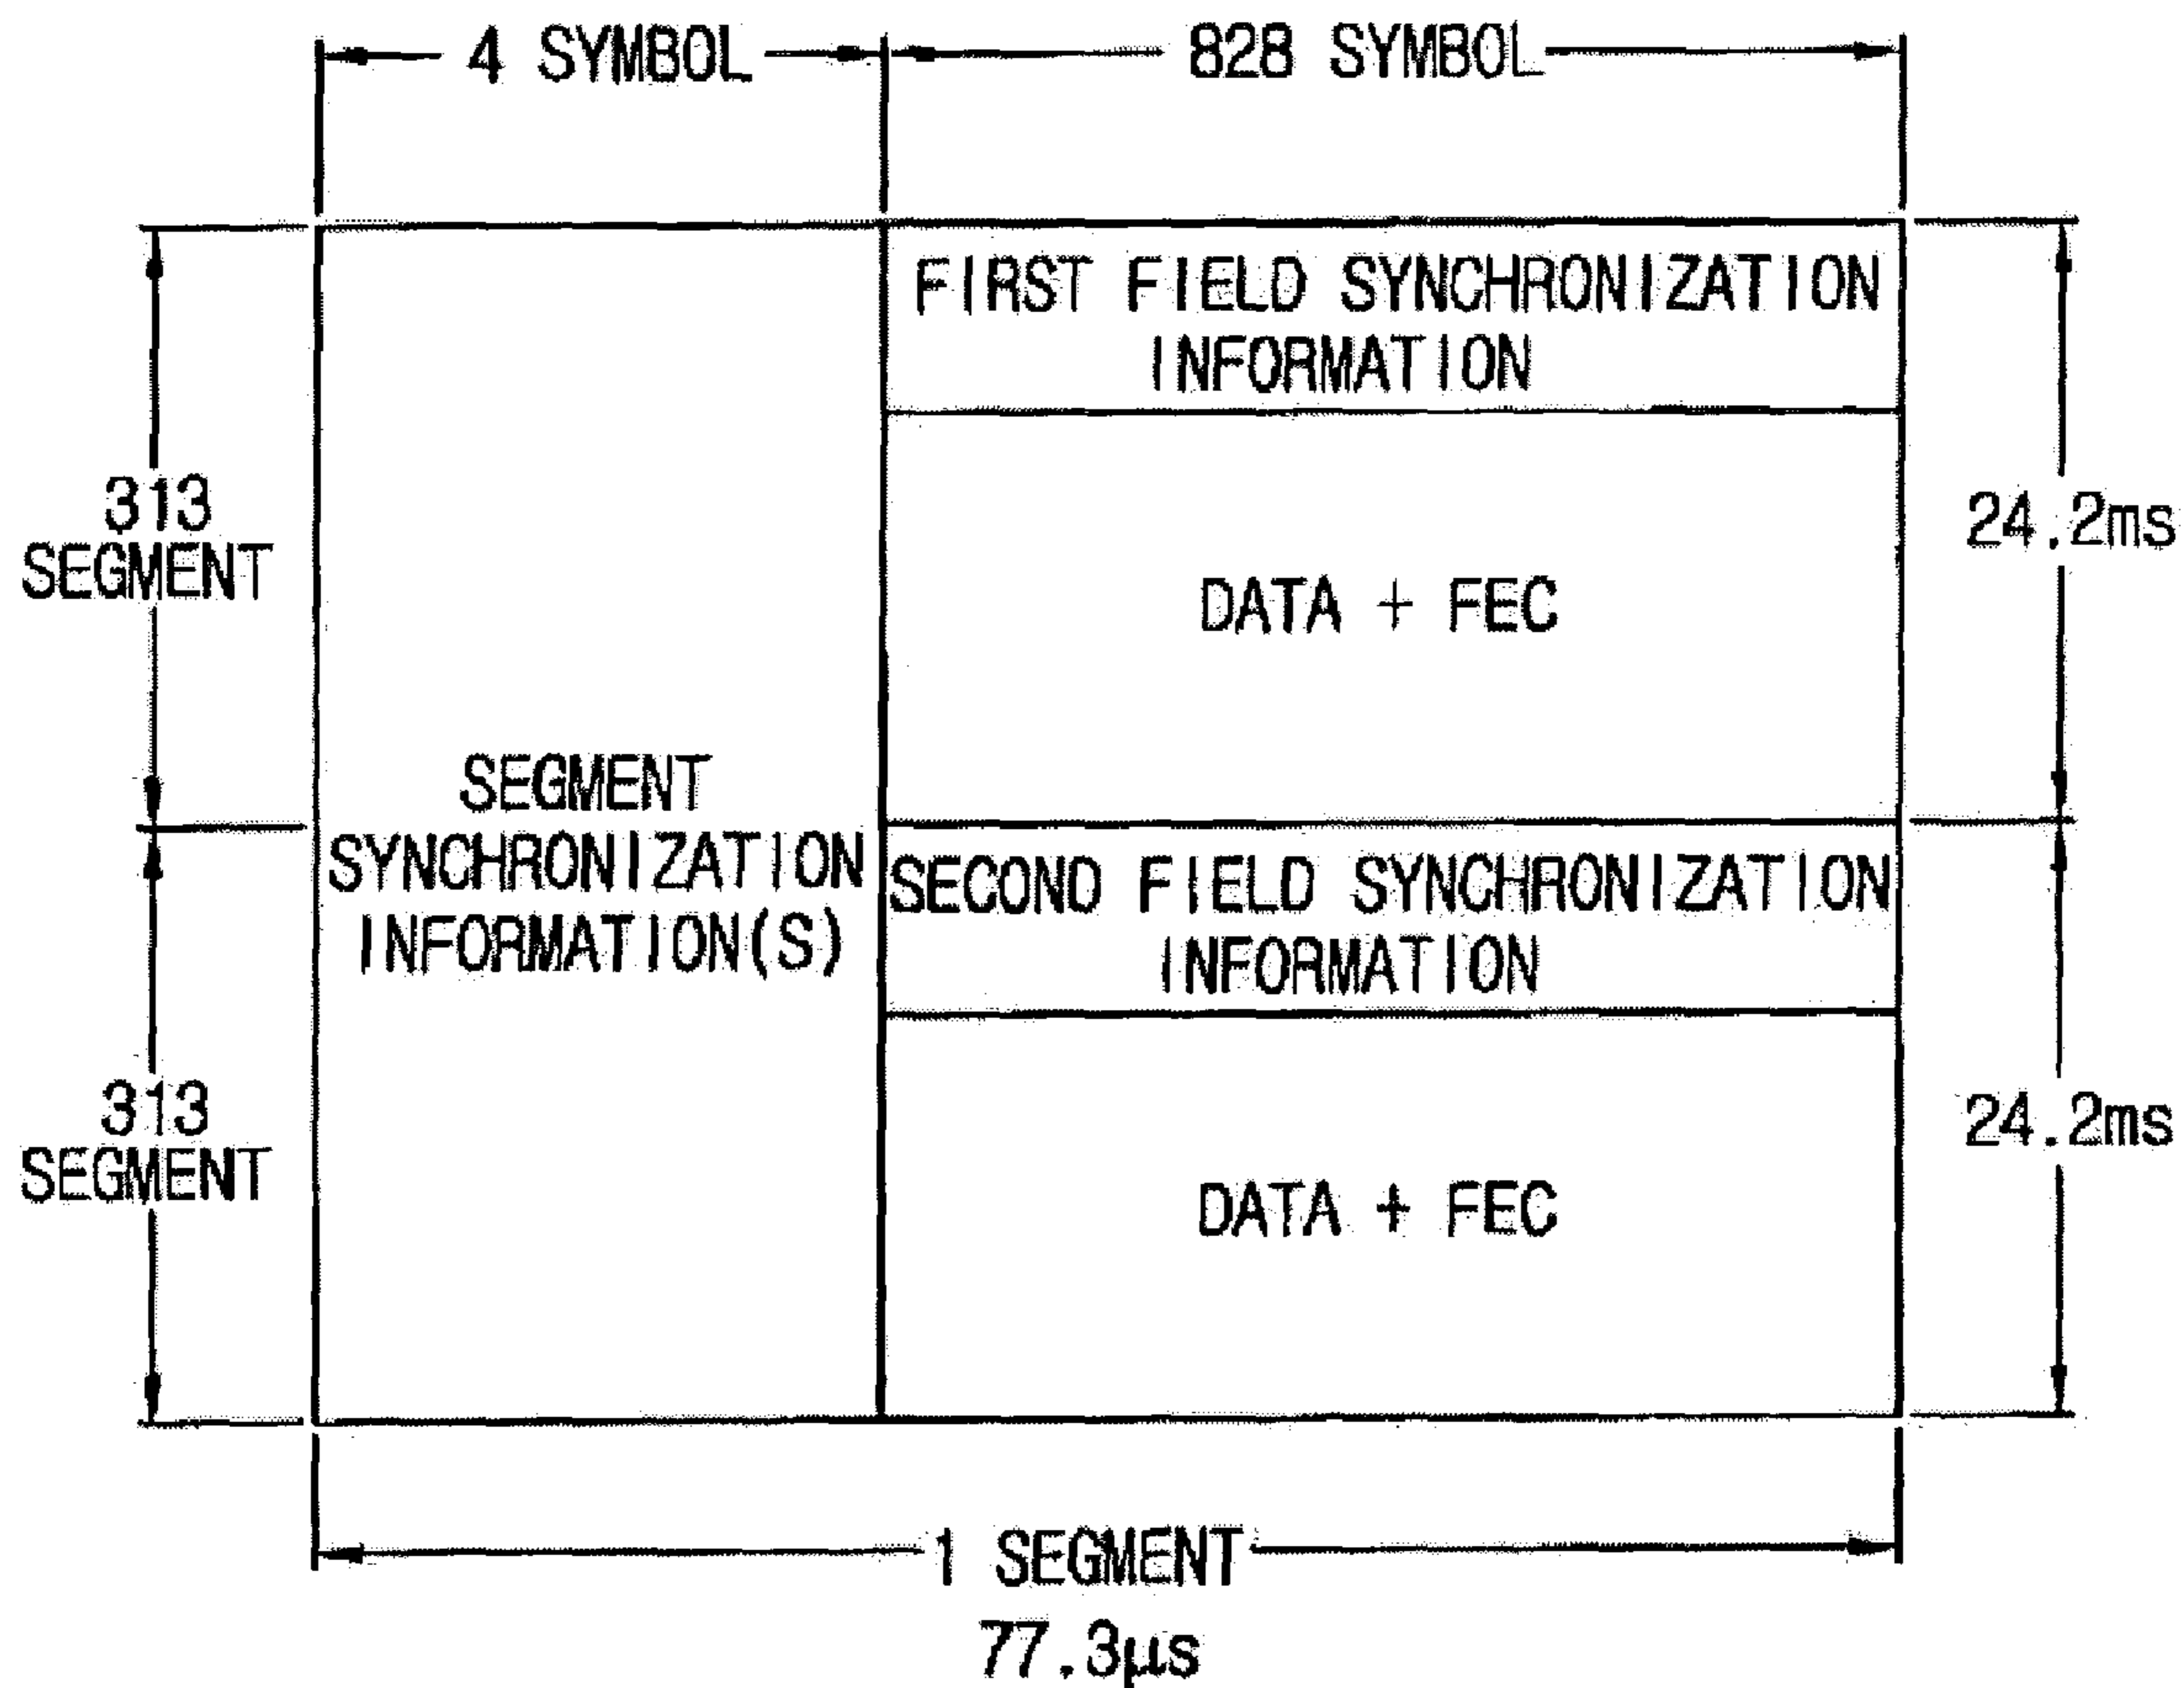 4 SYMBOL
828 SYMBOL
FIRST FIELD SYNCHRONIZATION
INFORMATION
313
SEGMENT
24.2ms
DATA + FEC
SEGMENT
SYNCHRONIZATION
INFORMATION(S)
SECOND FIELD SYNCHRONIZATION
INFORMATION
313
SEGMENT
24.2ms
DATA + FEC
1 SEGMENT
77.3µs